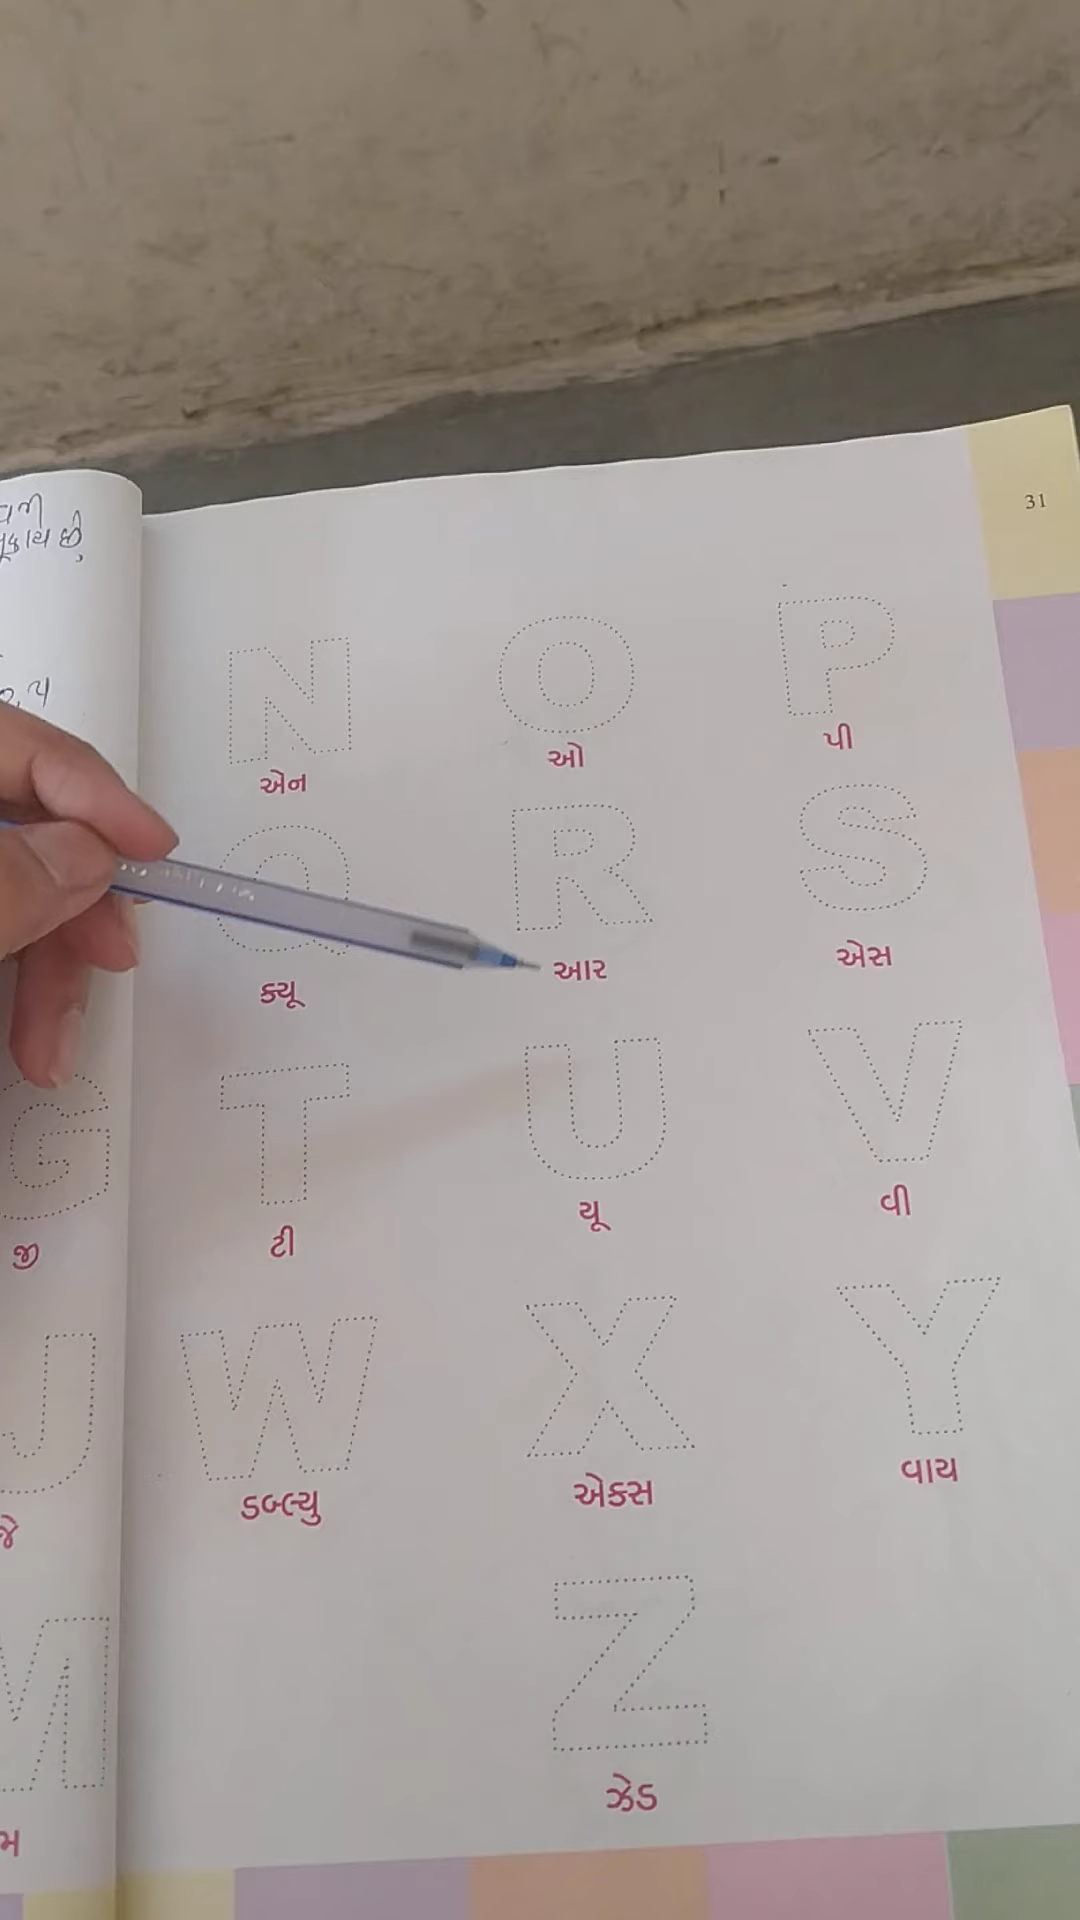 31
N O P
એન ઓ પી
Q R S
ક્યૂ આર એસ
G T U V
જી ટી યૂ વી
J W X Y
જે ડબ્લ્યુ એક્સ વાય
M Z
ઝેડ